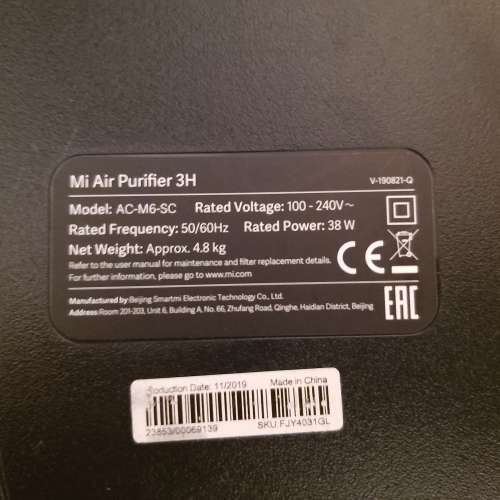 Mi Air Purifier 3H
V-190821-Q
Model: AC-M6-SC Rated Voltage: 100 - 240V~
Rated Frequency: 50/60Hz Rated Power: 38 W
Net Weight: Approx. 4.8 kg
Refer to the user manual for maintenance and filter replacement details.
For further information, please go to www.mi.com.
CE
Manufactured by: Beijing Smartmi Electronic Technology Co., Ltd.
Address: Room 201-203, Unit 6, Building A, No. 66, Zhufang Road, Qinghe, Haidian District, Beijing
EAC
Production Date: 11/2019 Made in China
23853/00069139
SKU:FJY4031GL